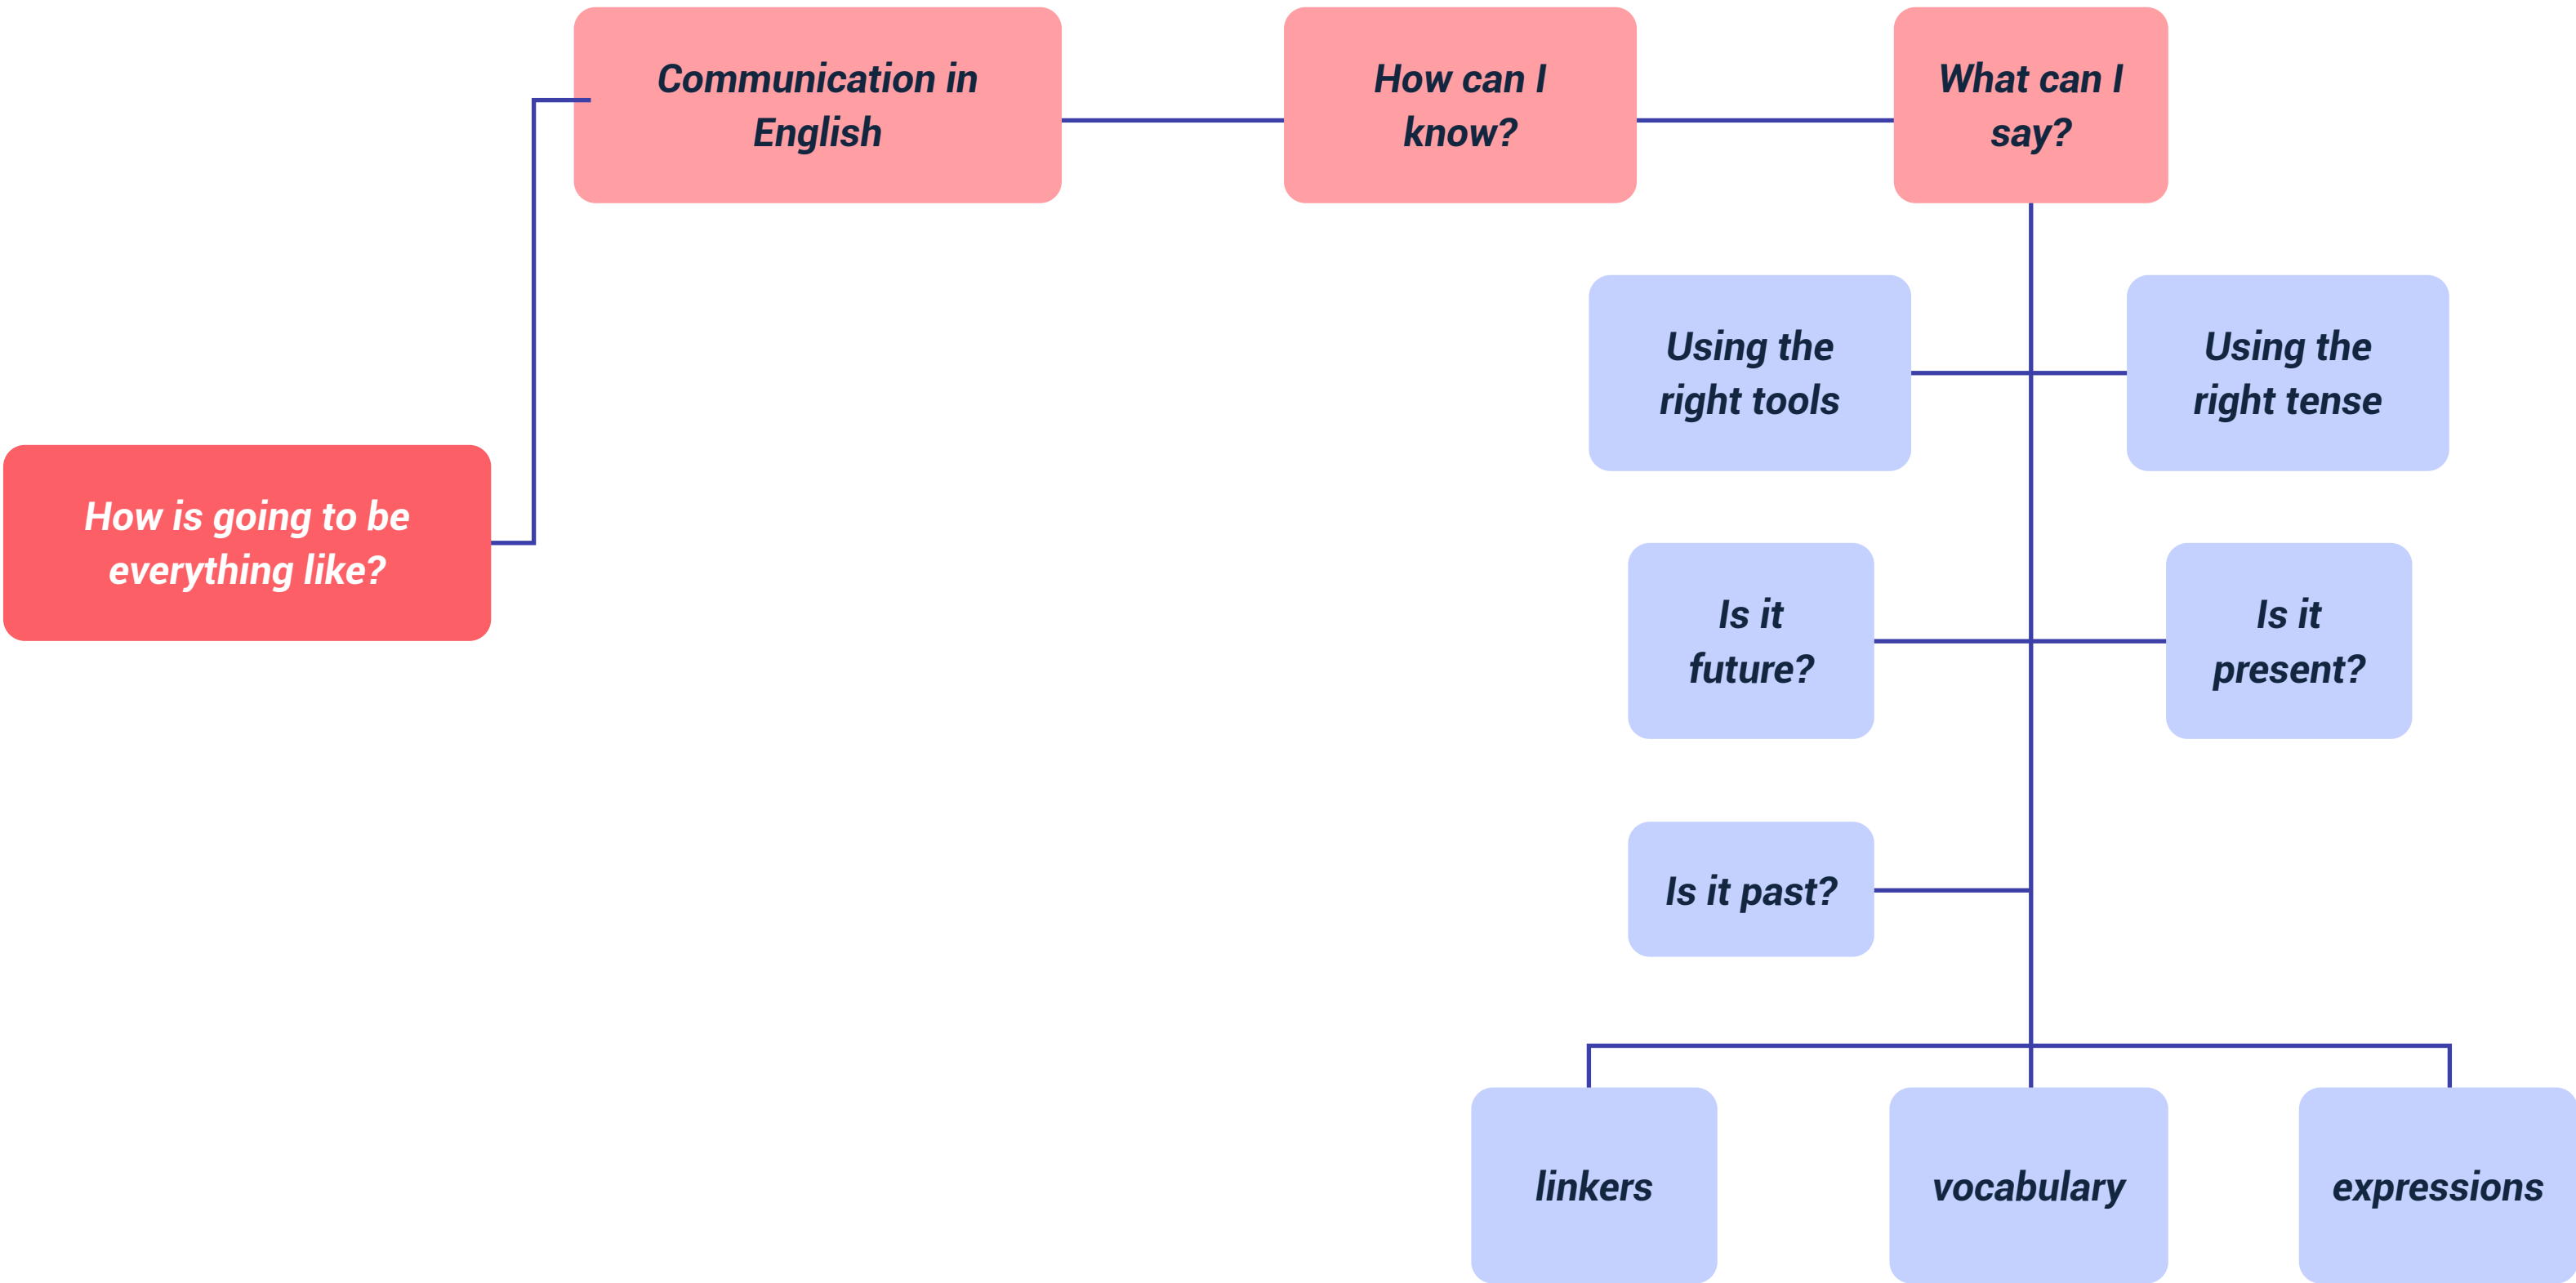 Communication in
English
How can I
know?
What can I
say?
Using the
right tools
Using the
right tense
How is going to be
everything like?
Is it
future?
Is it
present?
Is it past?
linkers
vocabulary
expressions